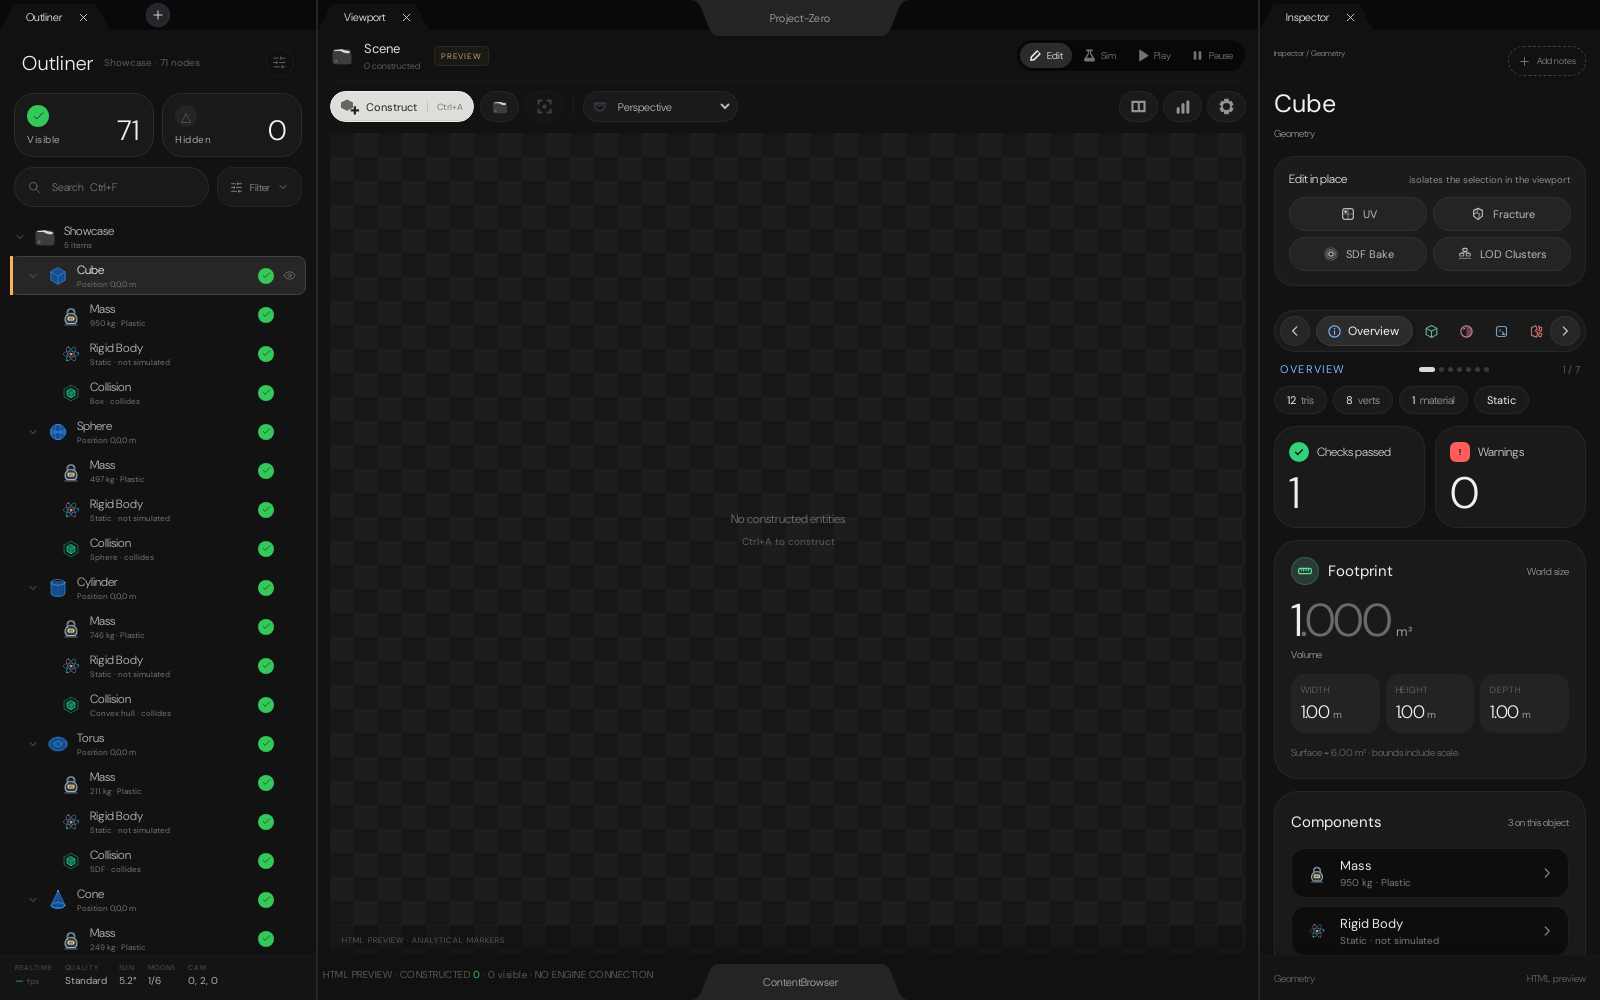 Outliner
Viewport
Project-Zero
Inspector
Outliner
Showcase · 71 nodes
Visible
71
Hidden
0
Search Ctrl+F
Filter
Showcase
5 items
Cube
Position 0,0,0 m
Mass
950 kg · Plastic
Rigid Body
Static · not simulated
Collision
Box · collides
Sphere
Position 0,0,0 m
Mass
497 kg · Plastic
Rigid Body
Static · not simulated
Collision
Sphere · collides
Cylinder
Position 0,0,0 m
Mass
746 kg · Plastic
Rigid Body
Static · not simulated
Collision
Convex hull · collides
Torus
Position 0,0,0 m
Mass
211 kg · Plastic
Rigid Body
Static · not simulated
Collision
SDF · collides
Cone
Position 0,0,0 m
Mass
249 kg · Plastic
REALTIME
— fps
QUALITY
Standard
SUN
5.2°
MOONS
1/6
CAM
0, 2, 0
Scene
0 constructed
PREVIEW
Edit
Sim
Play
Pause
Construct
Ctrl+A
Perspective
No constructed entities
Ctrl+A to construct
HTML PREVIEW · ANALYTICAL MARKERS
HTML PREVIEW · CONSTRUCTED 0 · 0 visible · NO ENGINE CONNECTION
ContentBrowser
Inspector / Geometry
Add notes
Cube
Geometry
Edit in place
isolates the selection in the viewport
UV
Fracture
SDF Bake
LOD Clusters
Overview
OVERVIEW
1 / 7
12 tris
8 verts
1 material
Static
Checks passed
1
Warnings
0
Footprint
World size
1.000 m³
Volume
WIDTH
1.00 m
HEIGHT
1.00 m
DEPTH
1.00 m
Surface ≈ 6.00 m² · bounds include scale.
Components
3 on this object
Mass
950 kg · Plastic
Rigid Body
Static · not simulated
Geometry
HTML preview